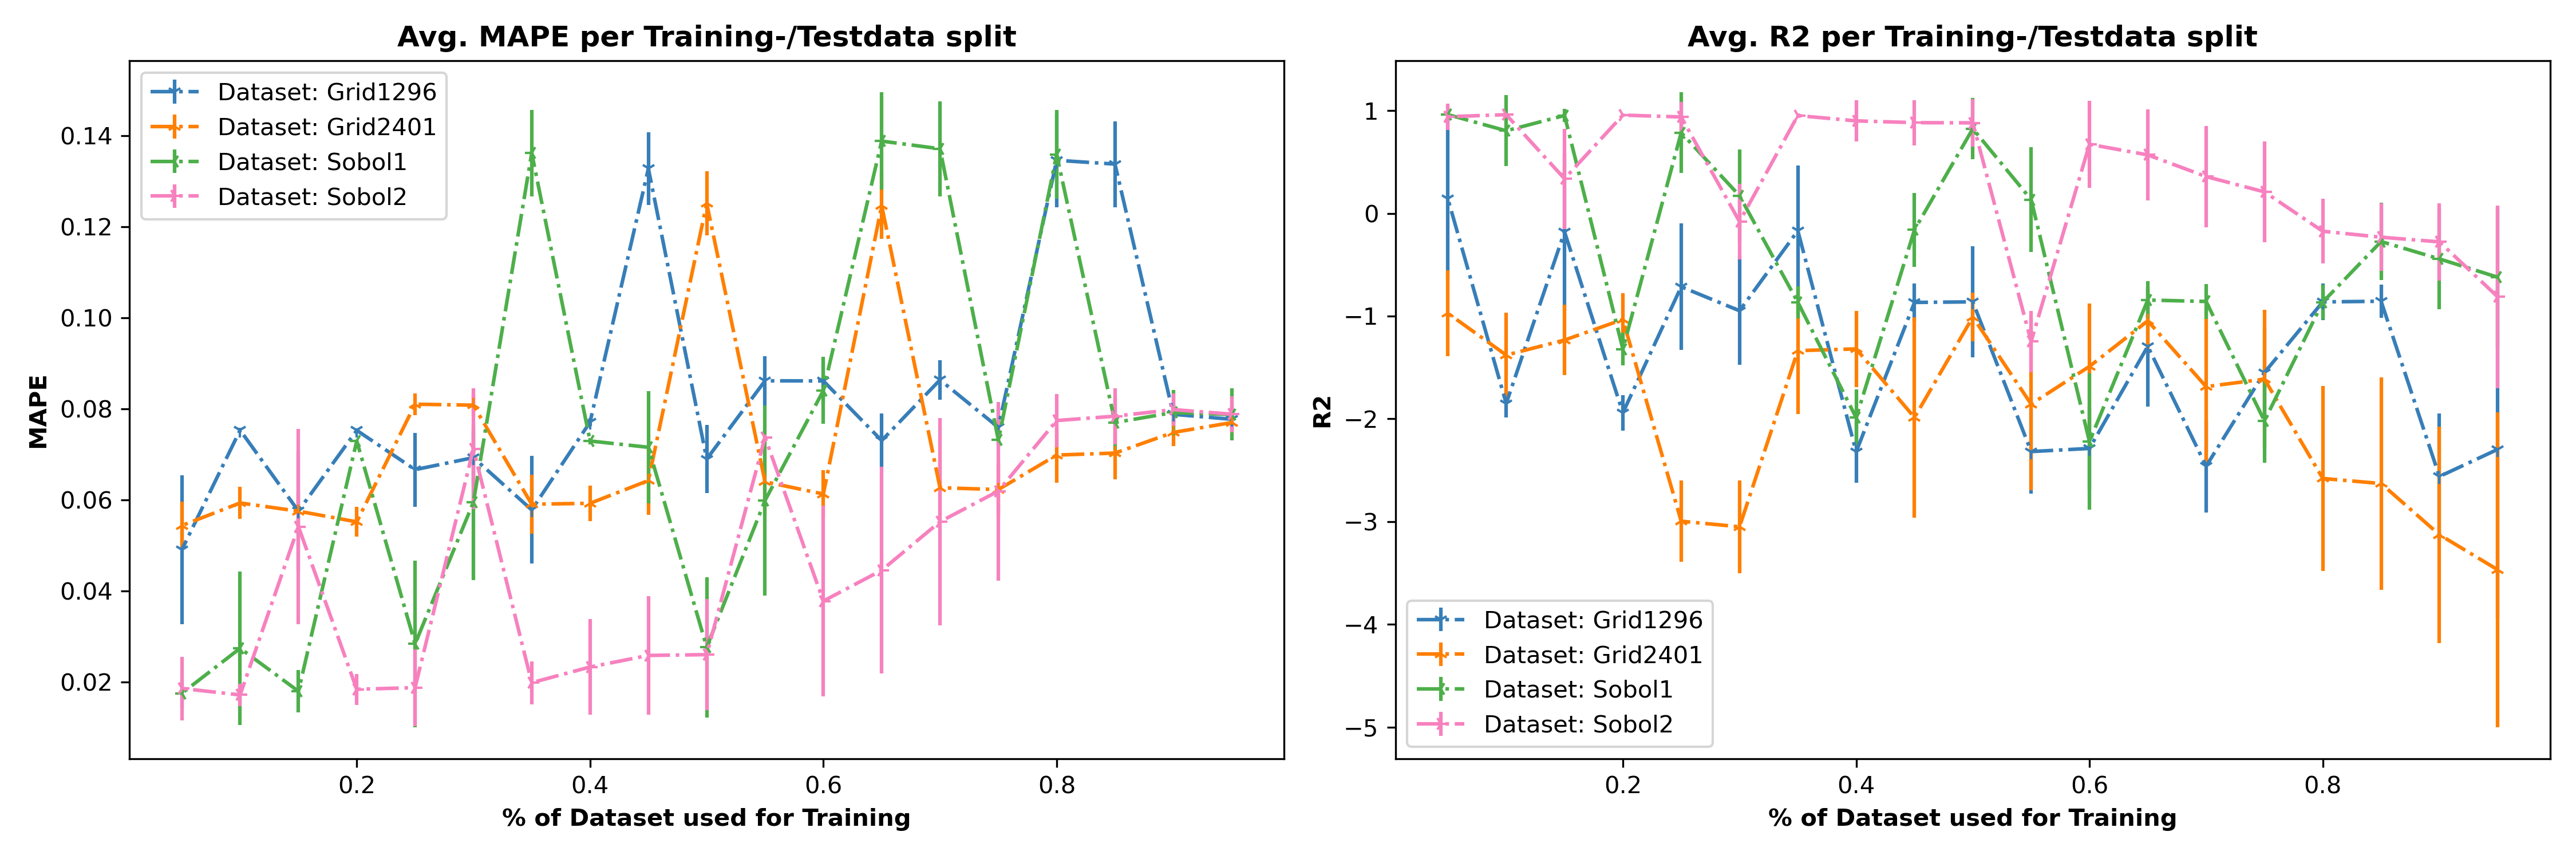 Avg. MAPE per Training-/Testdata split
Dataset: Grid1296
Dataset: Grid2401
Dataset: Sobol1
Dataset: Sobol2
0.14
0.12
0.10
0.08
0.06
0.04
0.02
MAPE
0.2 0.4 0.6 0.8
% of Dataset used for Training
Avg. R2 per Training-/Testdata split
1
0
−1
−2
−3
−4
−5
R2
Dataset: Grid1296
Dataset: Grid2401
Dataset: Sobol1
Dataset: Sobol2
0.2 0.4 0.6 0.8
% of Dataset used for Training